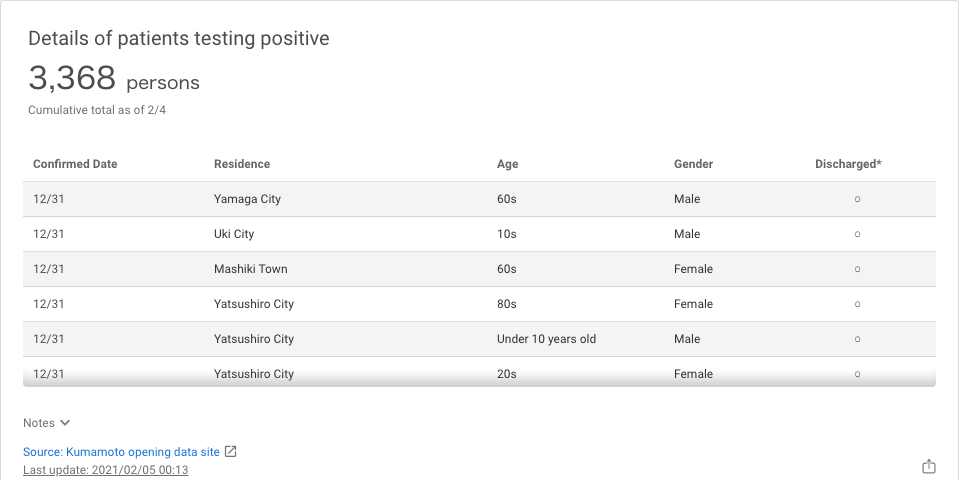 Details of patients testing positive
3,368 persons
Cumulative total as of 2/4
Confirmed Date Residence Age Gender Discharged*
12/31 Yamaga City 60s Male ○
12/31 Uki City 10s Male ○
12/31 Mashiki Town 60s Female ○
12/31 Yatsushiro City 80s Female ○
12/31 Yatsushiro City Under 10 years old Male ○
12/31 Yatsushiro City 20s Female ○
Notes
Source: Kumamoto opening data site
Last update: 2021/02/05 00:13